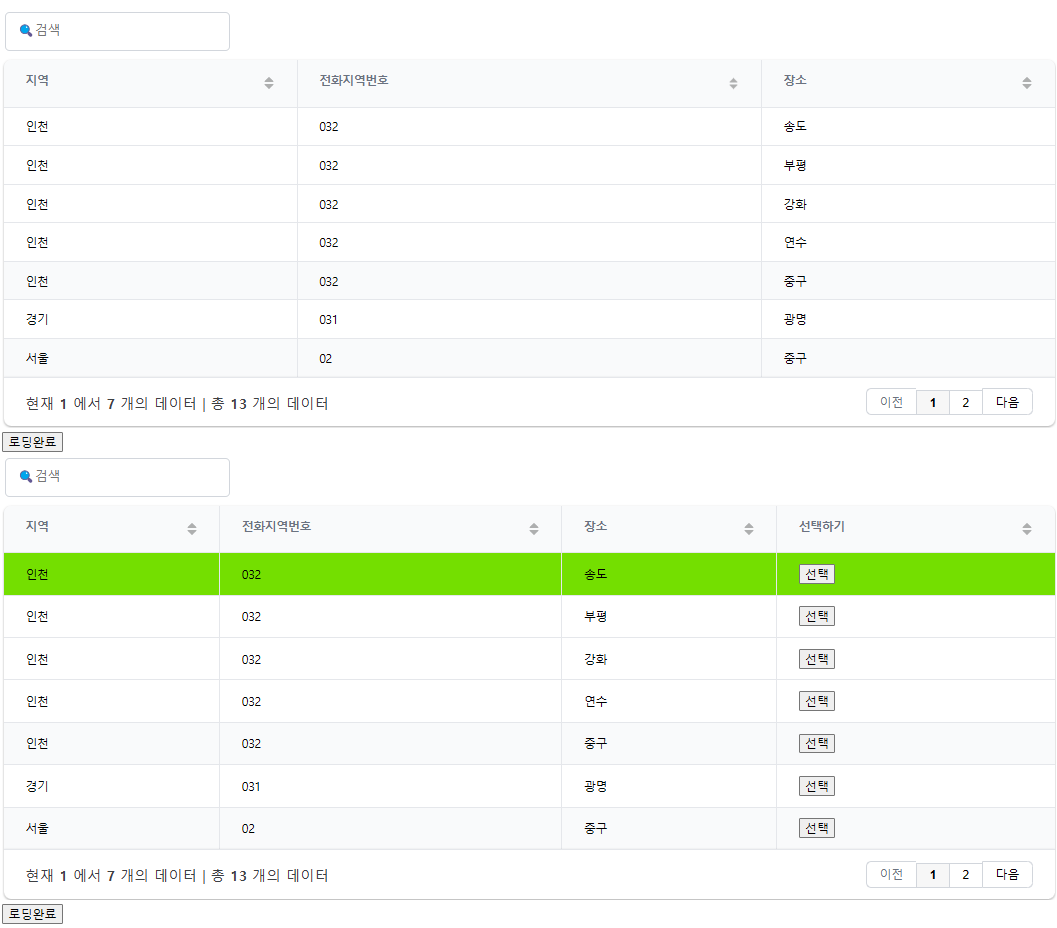 🔍 검색
지역 전화지역번호 장소
인천 032 송도
인천 032 부평
인천 032 강화
인천 032 연수
인천 032 중구
경기 031 광명
서울 02 중구
현재 1 에서 7 개의 데이터 | 총 13 개의 데이터 이전 1 2 다음
로딩완료
🔍 검색
지역 전화지역번호 장소 선택하기
인천 032 송도 선택
인천 032 부평 선택
인천 032 강화 선택
인천 032 연수 선택
인천 032 중구 선택
경기 031 광명 선택
서울 02 중구 선택
현재 1 에서 7 개의 데이터 | 총 13 개의 데이터 이전 1 2 다음
로딩완료